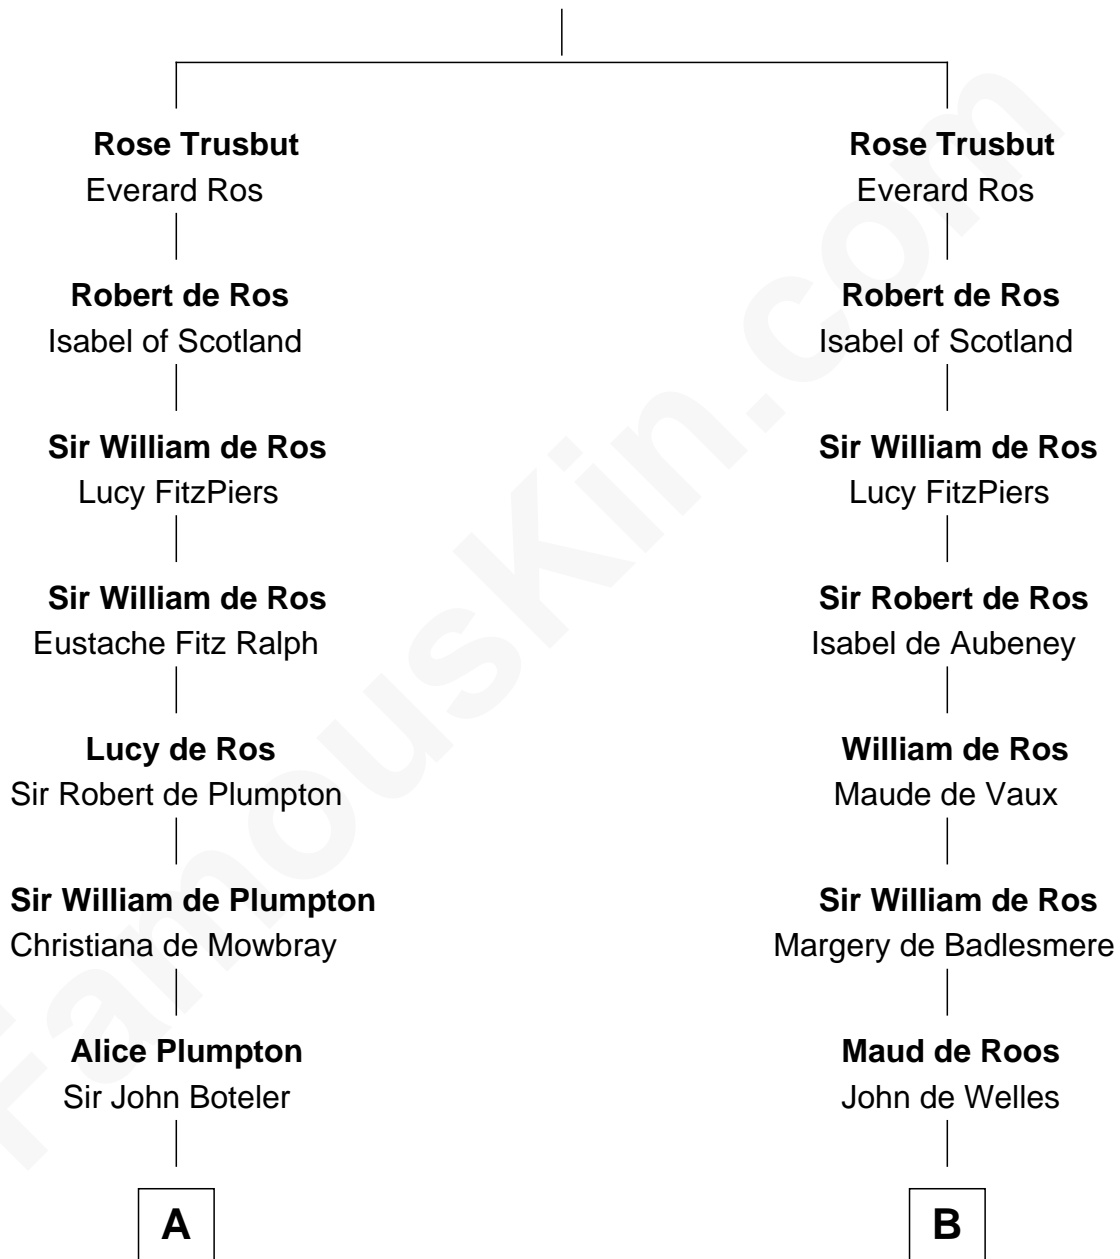 Rose Trusbut
Everard Ros
Robert de Ros
Isabel of Scotland
Sir William de Ros
Lucy FitzPiers
Sir William de Ros
Eustache Fitz Ralph
Lucy de Ros
Sir Robert de Plumpton
Sir William de Plumpton
Christiana de Mowbray
Alice Plumpton
Sir John Boteler
A
Rose Trusbut
Everard Ros
Robert de Ros
Isabel of Scotland
Sir William de Ros
Lucy FitzPiers
Sir Robert de Ros
Isabel de Aubeney
William de Ros
Maude de Vaux
Sir William de Ros
Margery de Badlesmere
Maud de Roos
John de Welles
B
FamousKin.com